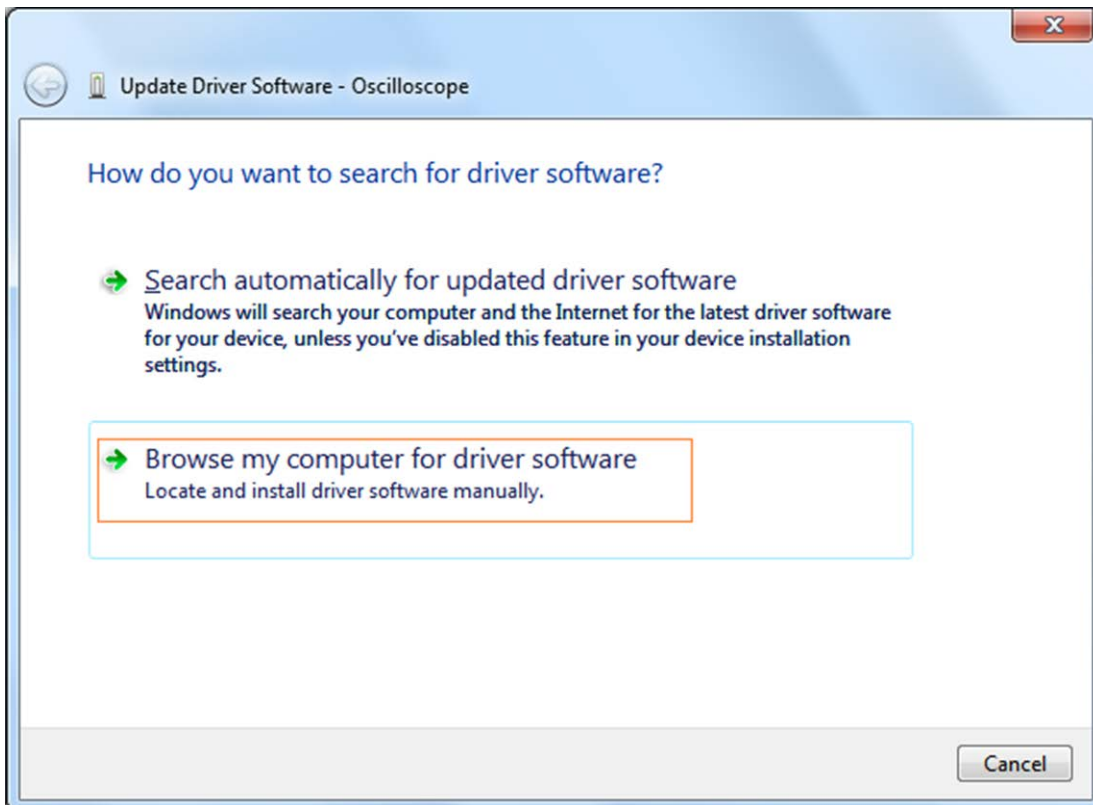 Update Driver Software - Oscilloscope
How do you want to search for driver software?
Search automatically for updated driver software
Windows will search your computer and the Internet for the latest driver software
for your device, unless you've disabled this feature in your device installation
settings.
Browse my computer for driver software
Locate and install driver software manually.
Cancel